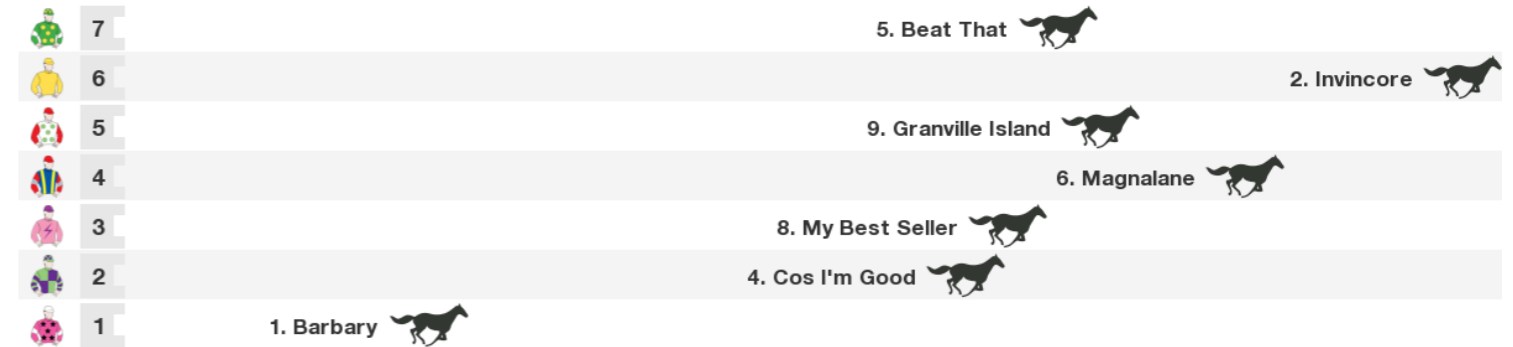 7 5. Beat That
6 2. Invincore
5 9. Granville Island
4 6. Magnalane
3 8. My Best Seller
2 4. Cos I'm Good
1 1. Barbary